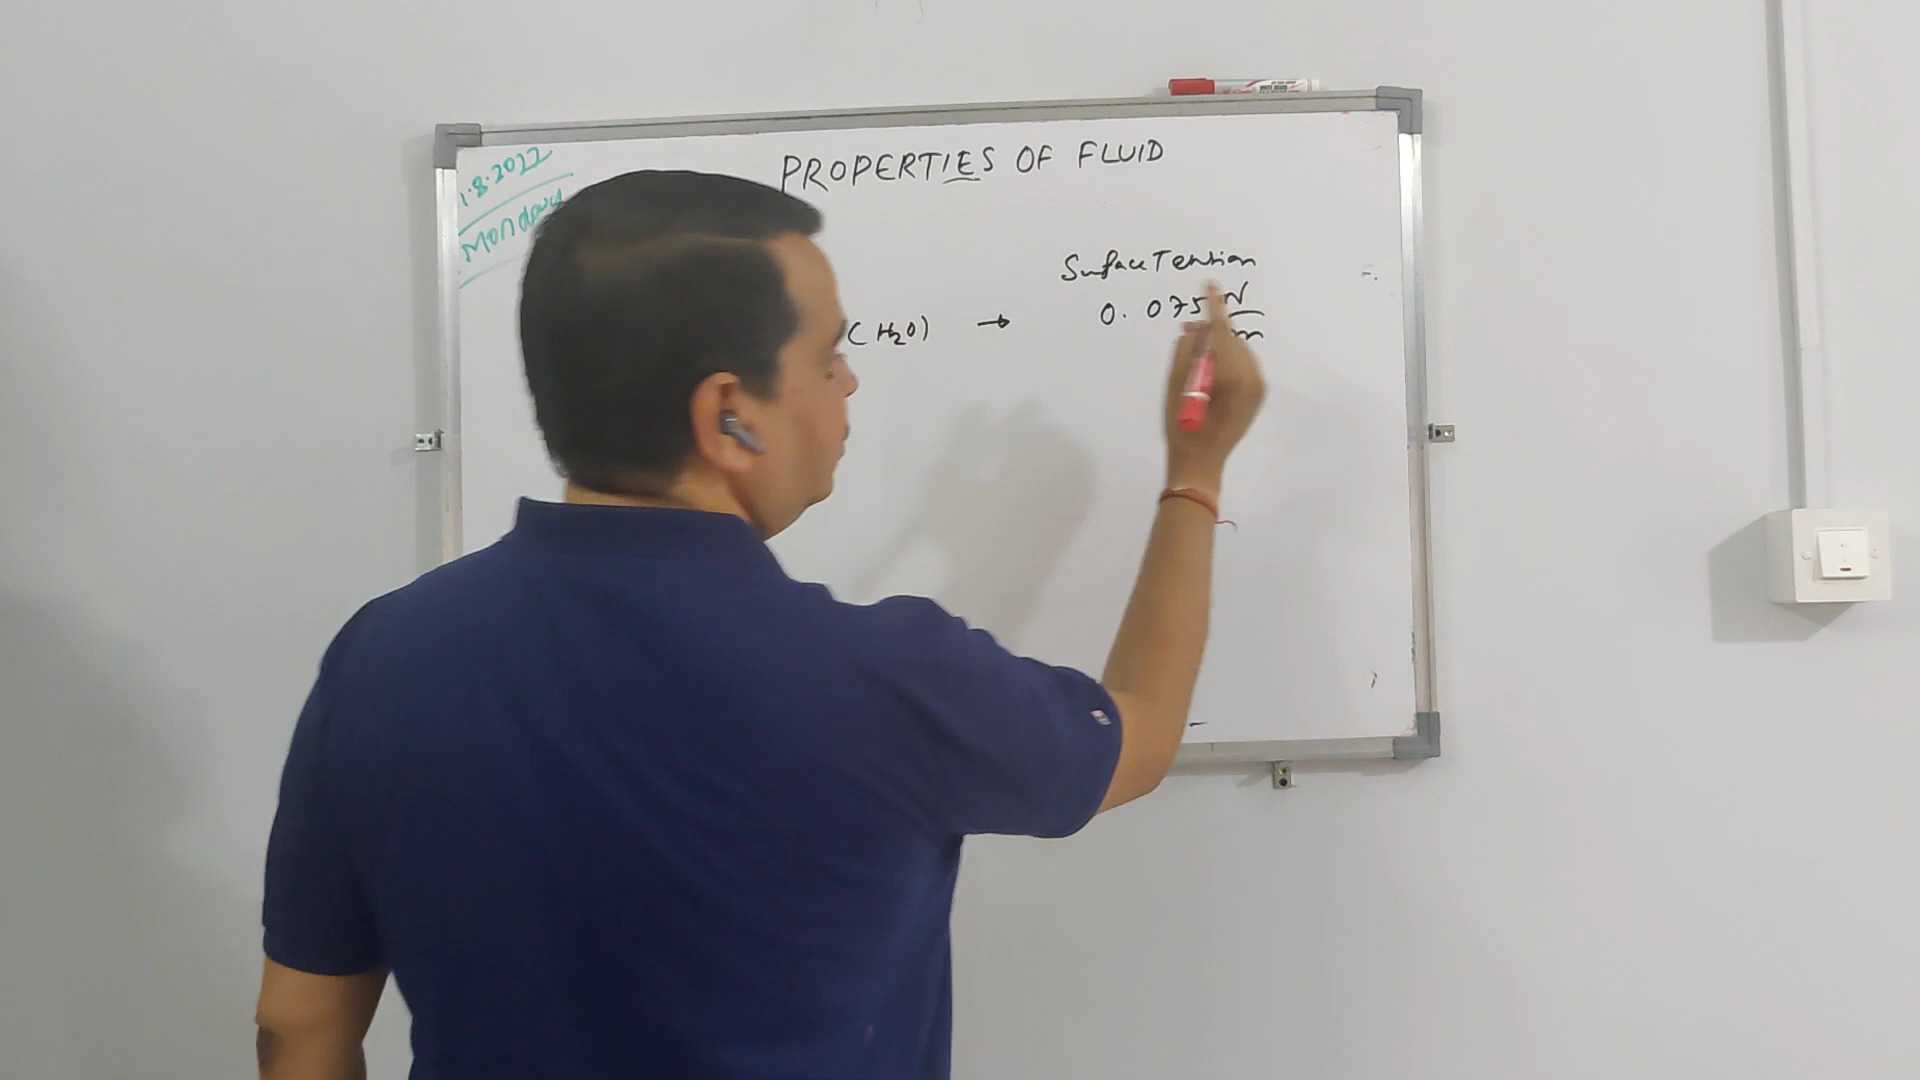 1.8.2022
Monday
PROPERTIES OF FLUID
Surface Tension
(H₂O) → 0.075 N/m